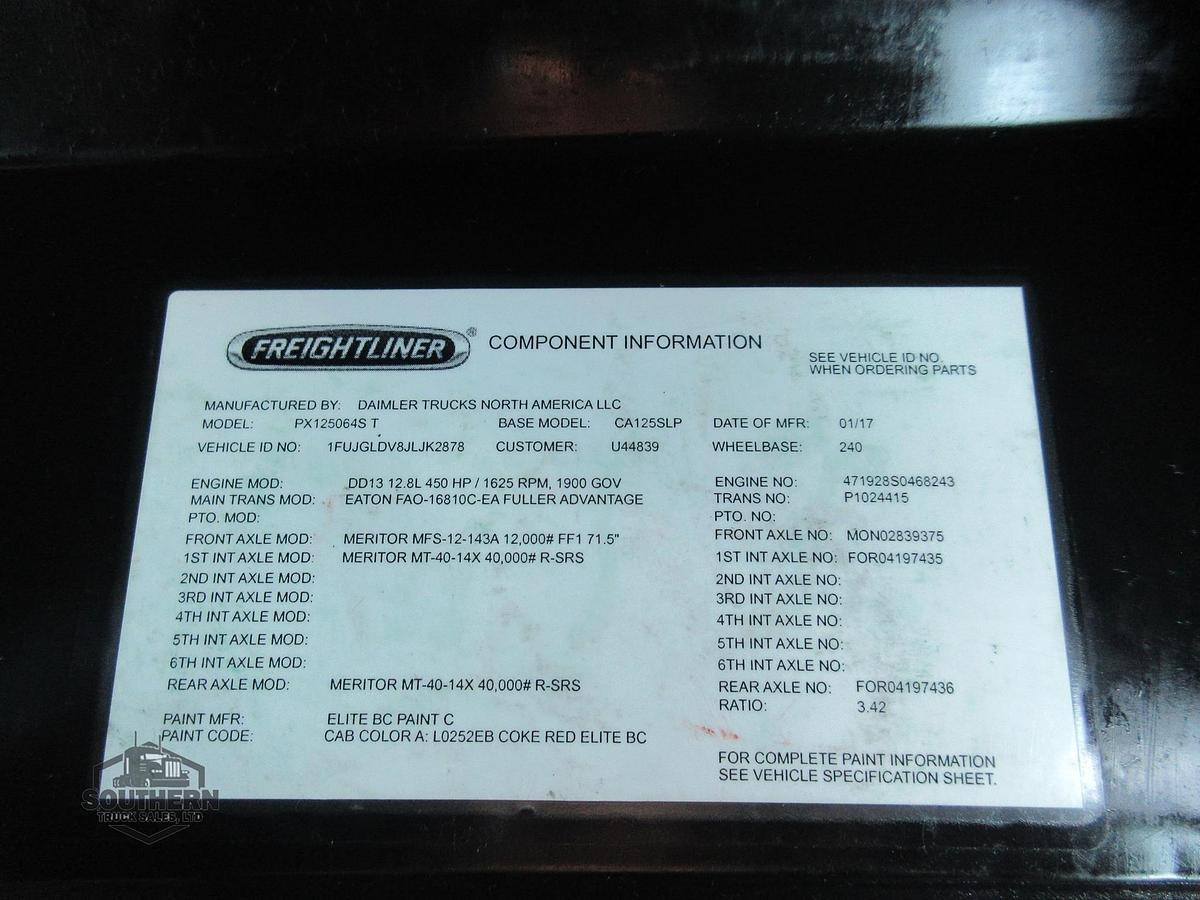 FREIGHTLINER® COMPONENT INFORMATION
SEE VEHICLE ID NO.
WHEN ORDERING PARTS
MANUFACTURED BY: DAIMLER TRUCKS NORTH AMERICA LLC
MODEL: PX125064S T BASE MODEL: CA125SLP DATE OF MFR: 01/17
VEHICLE ID NO: 1FUJGLDV8JLJK2878 CUSTOMER: U44839 WHEELBASE: 240
ENGINE MOD: DD13 12.8L 450 HP / 1625 RPM, 1900 GOV ENGINE NO: 471928S0468243
MAIN TRANS MOD: EATON FAO-16810C-EA FULLER ADVANTAGE TRANS NO: P1024415
PTO. MOD: PTO. NO:
FRONT AXLE MOD: MERITOR MFS-12-143A 12,000# FF1 71.5" FRONT AXLE NO: MON02839375
1ST INT AXLE MOD: MERITOR MT-40-14X 40,000# R-SRS 1ST INT AXLE NO: FOR04197435
2ND INT AXLE MOD: 2ND INT AXLE NO:
3RD INT AXLE MOD: 3RD INT AXLE NO:
4TH INT AXLE MOD: 4TH INT AXLE NO:
5TH INT AXLE MOD: 5TH INT AXLE NO:
6TH INT AXLE MOD: 6TH INT AXLE NO:
REAR AXLE MOD: MERITOR MT-40-14X 40,000# R-SRS REAR AXLE NO: FOR04197436
RATIO: 3.42
PAINT MFR: ELITE BC PAINT C
PAINT CODE: CAB COLOR A: L0252EB COKE RED ELITE BC
FOR COMPLETE PAINT INFORMATION
SEE VEHICLE SPECIFICATION SHEET.
SOUTHERN
TRUCK SALES, LTD